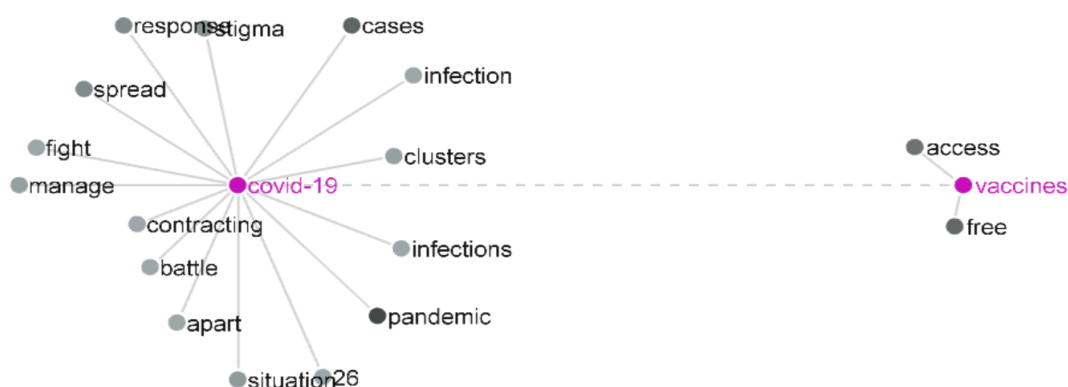 response
stigma
cases
infection
spread
fight
clusters
access
manage
covid-19
vaccines
contracting
free
infections
battle
pandemic
apart
situation
26